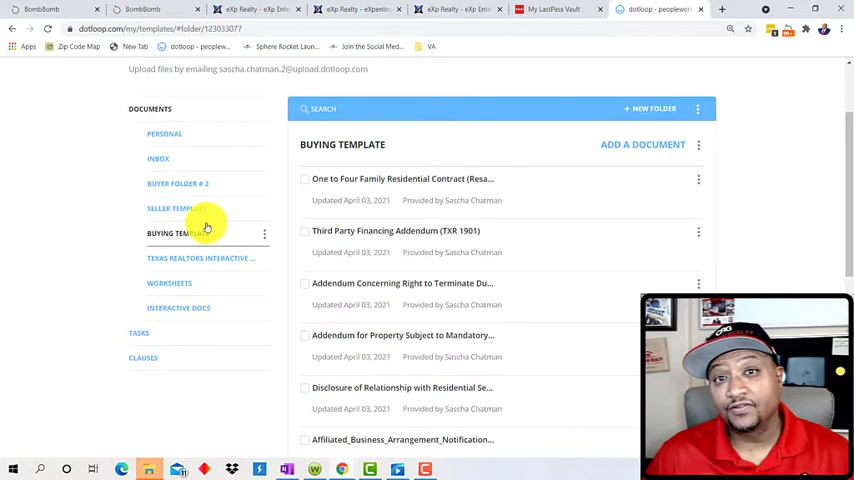 BombBomb
BombBomb
eXp Realty - eXp Ente
eXp Realty - eXpente
eXp Realty - eXp Ente
My LastPass Vault
dotloop - peoplewor
dotloop.com/my/templates/#folder/123033077
Apps
Zip Code Map
New Tab
dotloop - peoplew...
Sphere Rocket Laun...
Join the Social Med...
VA
Upload files by emailing sascha.chatman.2@upload.dotloop.com
DOCUMENTS
PERSONAL
INBOX
BUYER FOLDER # 2
SELLER TEMPLATE
BUYING TEMPLATE
TEXAS REALTORS INTERACTIVE ...
WORKSHEETS
INTERACTIVE DOCS
TASKS
CLAUSES
SEARCH
+ NEW FOLDER
BUYING TEMPLATE
ADD A DOCUMENT
One to Four Family Residential Contract (Resa...
Updated April 03, 2021 Provided by Sascha Chatman
Third Party Financing Addendum (TXR 1901)
Updated April 03, 2021 Provided by Sascha Chatman
Addendum Concerning Right to Terminate Du...
Updated April 03, 2021 Provided by Sascha Chatman
Addendum for Property Subject to Mandatory...
Updated April 03, 2021 Provided by Sascha Chatman
Disclosure of Relationship with Residential Se...
Updated April 03, 2021 Provided by Sascha Chatman
Affiliated_Business_Arrangement_Notification...
CRG